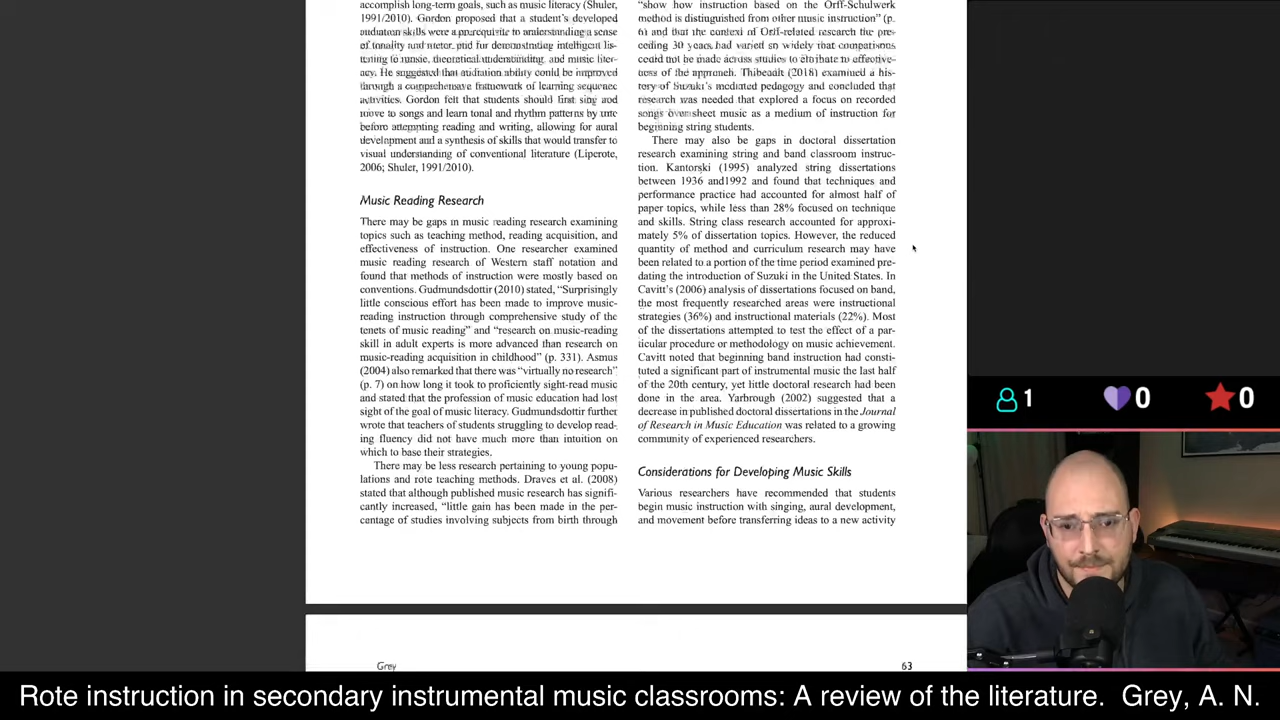 accomplish long-term goals, such as music literacy (Shuler,
1991/2010). Gordon proposed that a student's developed
audiation skills were a prerequisite to understanding a sense
of tonality and meter and for demonstrating intelligent lis-
tening to music, theoretical understanding, and music liter-
acy. He suggested that audiation ability could be improved
through a comprehensive framework of learning sequence
activities. Gordon felt that students should first sing and
move to songs and learn tonal and rhythm patterns by rote
before attempting reading and writing, allowing for aural
development and a synthesis of skills that would transfer to
visual understanding of conventional literature (Liperote,
2006; Shuler, 1991/2010).
Music Reading Research
There may be gaps in music reading research examining
topics such as teaching method, reading acquisition, and
effectiveness of instruction. One researcher examined
music reading research of Western staff notation and
found that methods of instruction were mostly based on
conventions. Gudmundsdottir (2010) stated, "Surprisingly
little conscious effort has been made to improve music-
reading instruction through comprehensive study of the
tenets of music reading" and "research on music-reading
skill in adult experts is more advanced than research on
music-reading acquisition in childhood" (p. 331). Asmus
(2004) also remarked that there was "virtually no research"
(p. 7) on how long it took to proficiently sight-read music
and stated that the profession of music education had lost
sight of the goal of music literacy. Gudmundsdottir further
wrote that teachers of students struggling to develop read-
ing fluency did not have much more than intuition on
which to base their strategies.
There may be less research pertaining to young popu-
lations and rote teaching methods. Draves et al. (2008)
stated that although published music research has signifi-
cantly increased, "little gain has been made in the per-
centage of studies involving subjects from birth through
"show how instruction based on the Orff-Schulwerk
method is distinguished from other music instruction" (p.
6) and that the context of Orff-related research the pre-
ceding 30 years had varied so widely that comparisons
could not be made across studies to attribute to effective-
ness of the approach. Thibeault (2018) examined a his-
tory of Suzuki's mediated pedagogy and concluded that
research was needed that explored a focus on recorded
songs over sheet music as a medium of instruction for
beginning string students.
There may also be gaps in doctoral dissertation
research examining string and band classroom instruc-
tion. Kantorski (1995) analyzed string dissertations
between 1936 and1992 and found that techniques and
performance practice had accounted for almost half of
paper topics, while less than 28% focused on technique
and skills. String class research accounted for approxi-
mately 5% of dissertation topics. However, the reduced
quantity of method and curriculum research may have
been related to a portion of the time period examined pre-
dating the introduction of Suzuki in the United States. In
Cavitt's (2006) analysis of dissertations focused on band,
the most frequently researched areas were instructional
strategies (36%) and instructional materials (22%). Most
of the dissertations attempted to test the effect of a par-
ticular procedure or methodology on music achievement.
Cavitt noted that beginning band instruction had consti-
tuted a significant part of instrumental music the last half
of the 20th century, yet little doctoral research had been
done in the area. Yarbrough (2002) suggested that a
decrease in published doctoral dissertations in the Journal
of Research in Music Education was related to a growing
community of experienced researchers.
Considerations for Developing Music Skills
Various researchers have recommended that students
begin music instruction with singing, aural development,
and movement before transferring ideas to a new activity
Grey
63
1
0
0
Rote instruction in secondary instrumental music classrooms: A review of the literature. Grey, A. N.